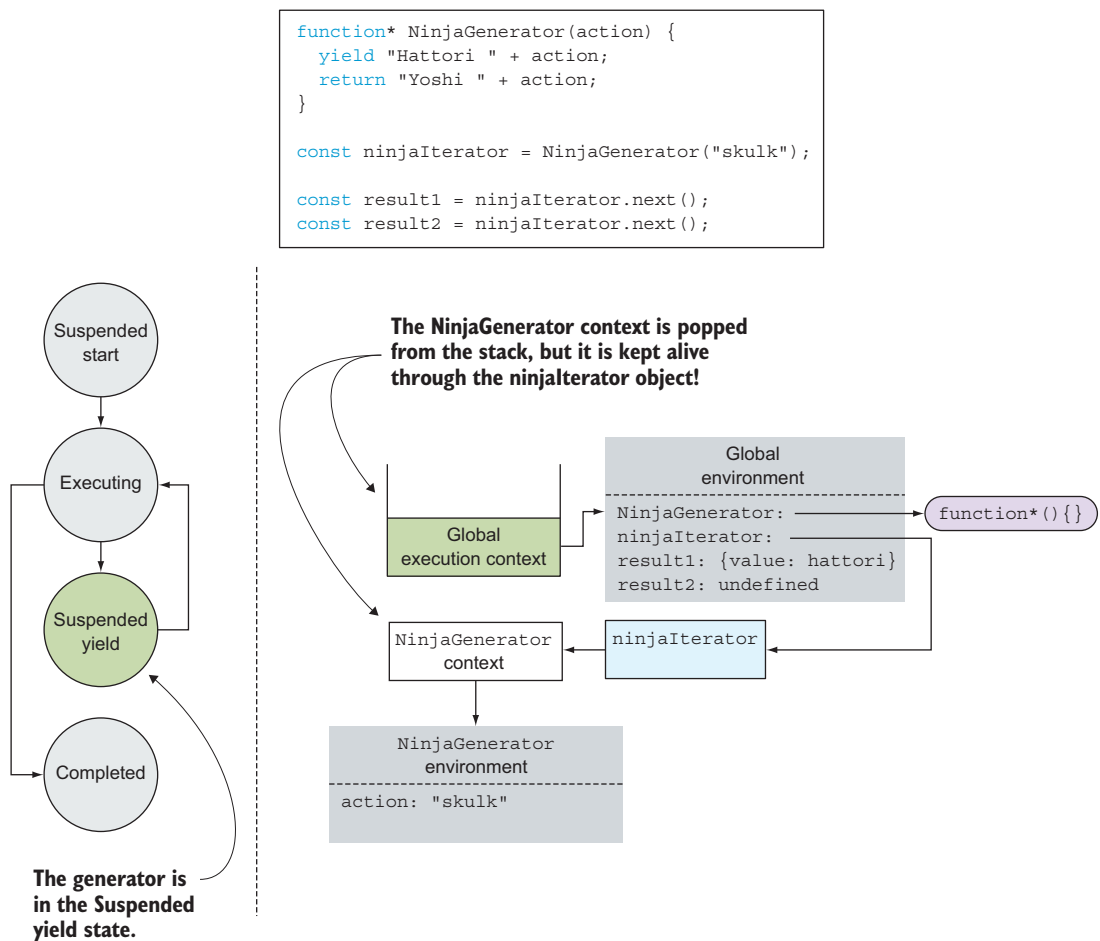 function* NinjaGenerator(action) {
  yield "Hattori " + action;
  return "Yoshi " + action;
}
const ninjaIterator = NinjaGenerator("skulk");
const result1 = ninjaIterator.next();
const result2 = ninjaIterator.next();
Suspended
start
Executing
Suspended
yield
Completed
The generator is
in the Suspended
yield state.
The NinjaGenerator context is popped
from the stack, but it is kept alive
through the ninjaIterator object!
Global
execution context
Global
environment
NinjaGenerator:
ninjaIterator:
result1: {value: hattori}
result2: undefined
function*(){}
NinjaGenerator
context
ninjaIterator
NinjaGenerator
environment
action: "skulk"